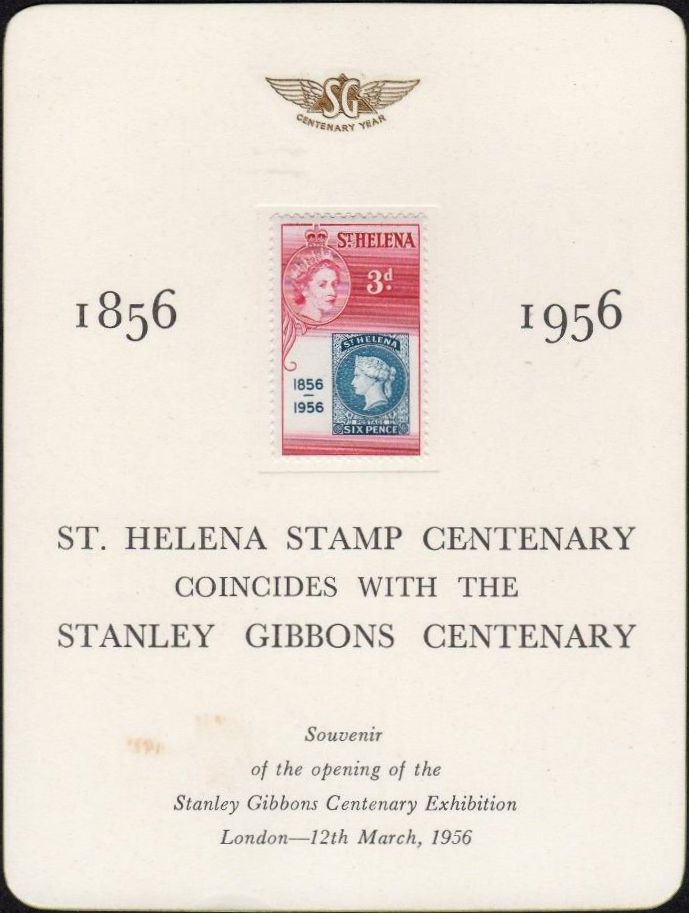 SG
CENTENARY YEAR
ST HELENA
3d.
1856
1956
ST HELENA
1856
1956
POSTAGE
SIX PENCE
ST. HELENA STAMP CENTENARY
COINCIDES WITH THE
STANLEY GIBBONS CENTENARY
Souvenir
of the opening of the
Stanley Gibbons Centenary Exhibition
London—12th March, 1956